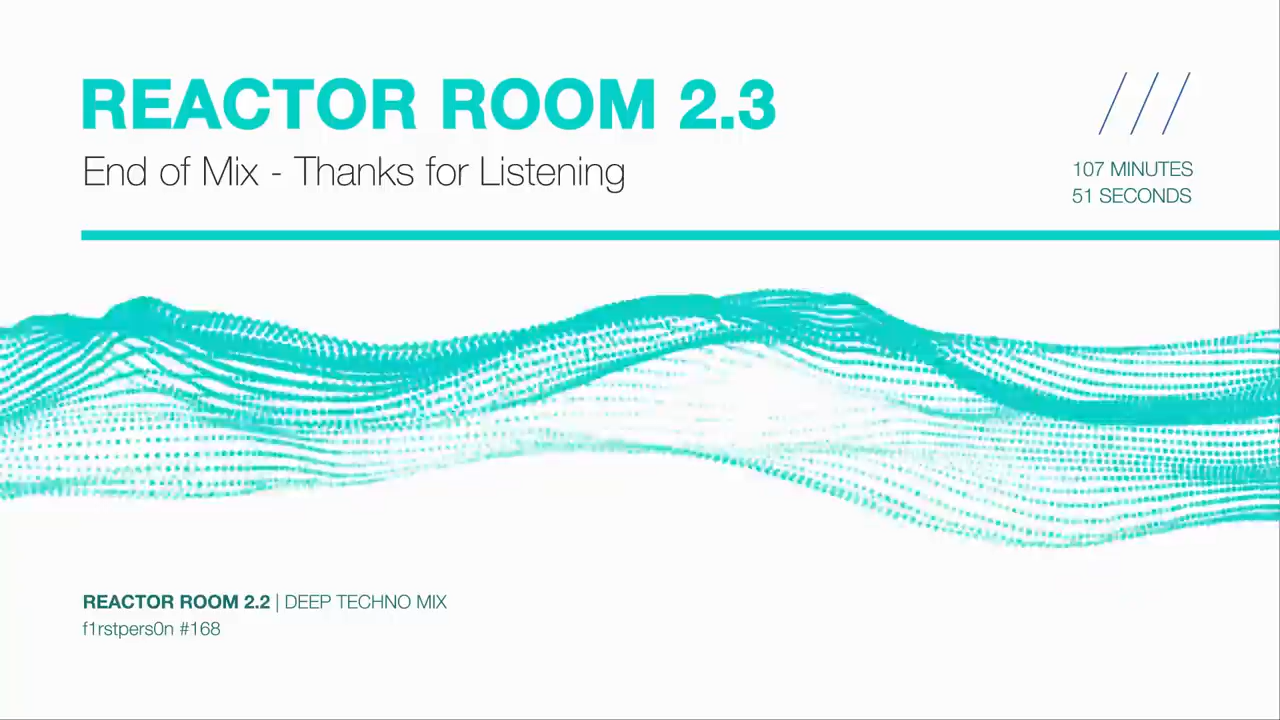 REACTOR ROOM 2.3
End of Mix - Thanks for Listening
107 MINUTES
51 SECONDS
REACTOR ROOM 2.2 | DEEP TECHNO MIX
f1rstpers0n #168